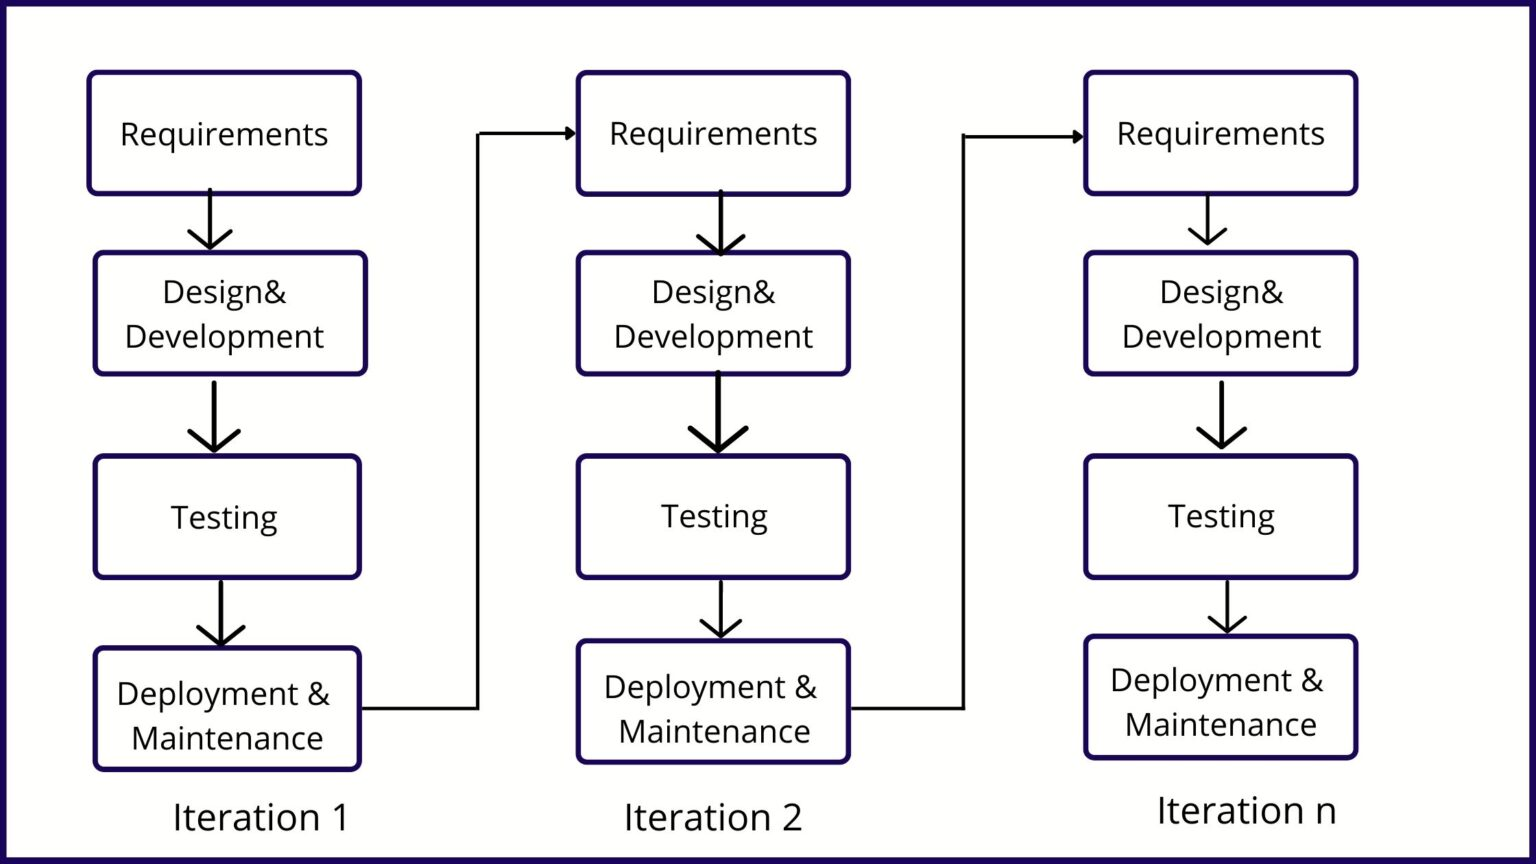 Requirements
Design&
Development
Testing
Deployment &
Maintenance
Iteration 1
Requirements
Design&
Development
Testing
Deployment &
Maintenance
Iteration 2
Requirements
Design&
Development
Testing
Deployment &
Maintenance
Iteration n